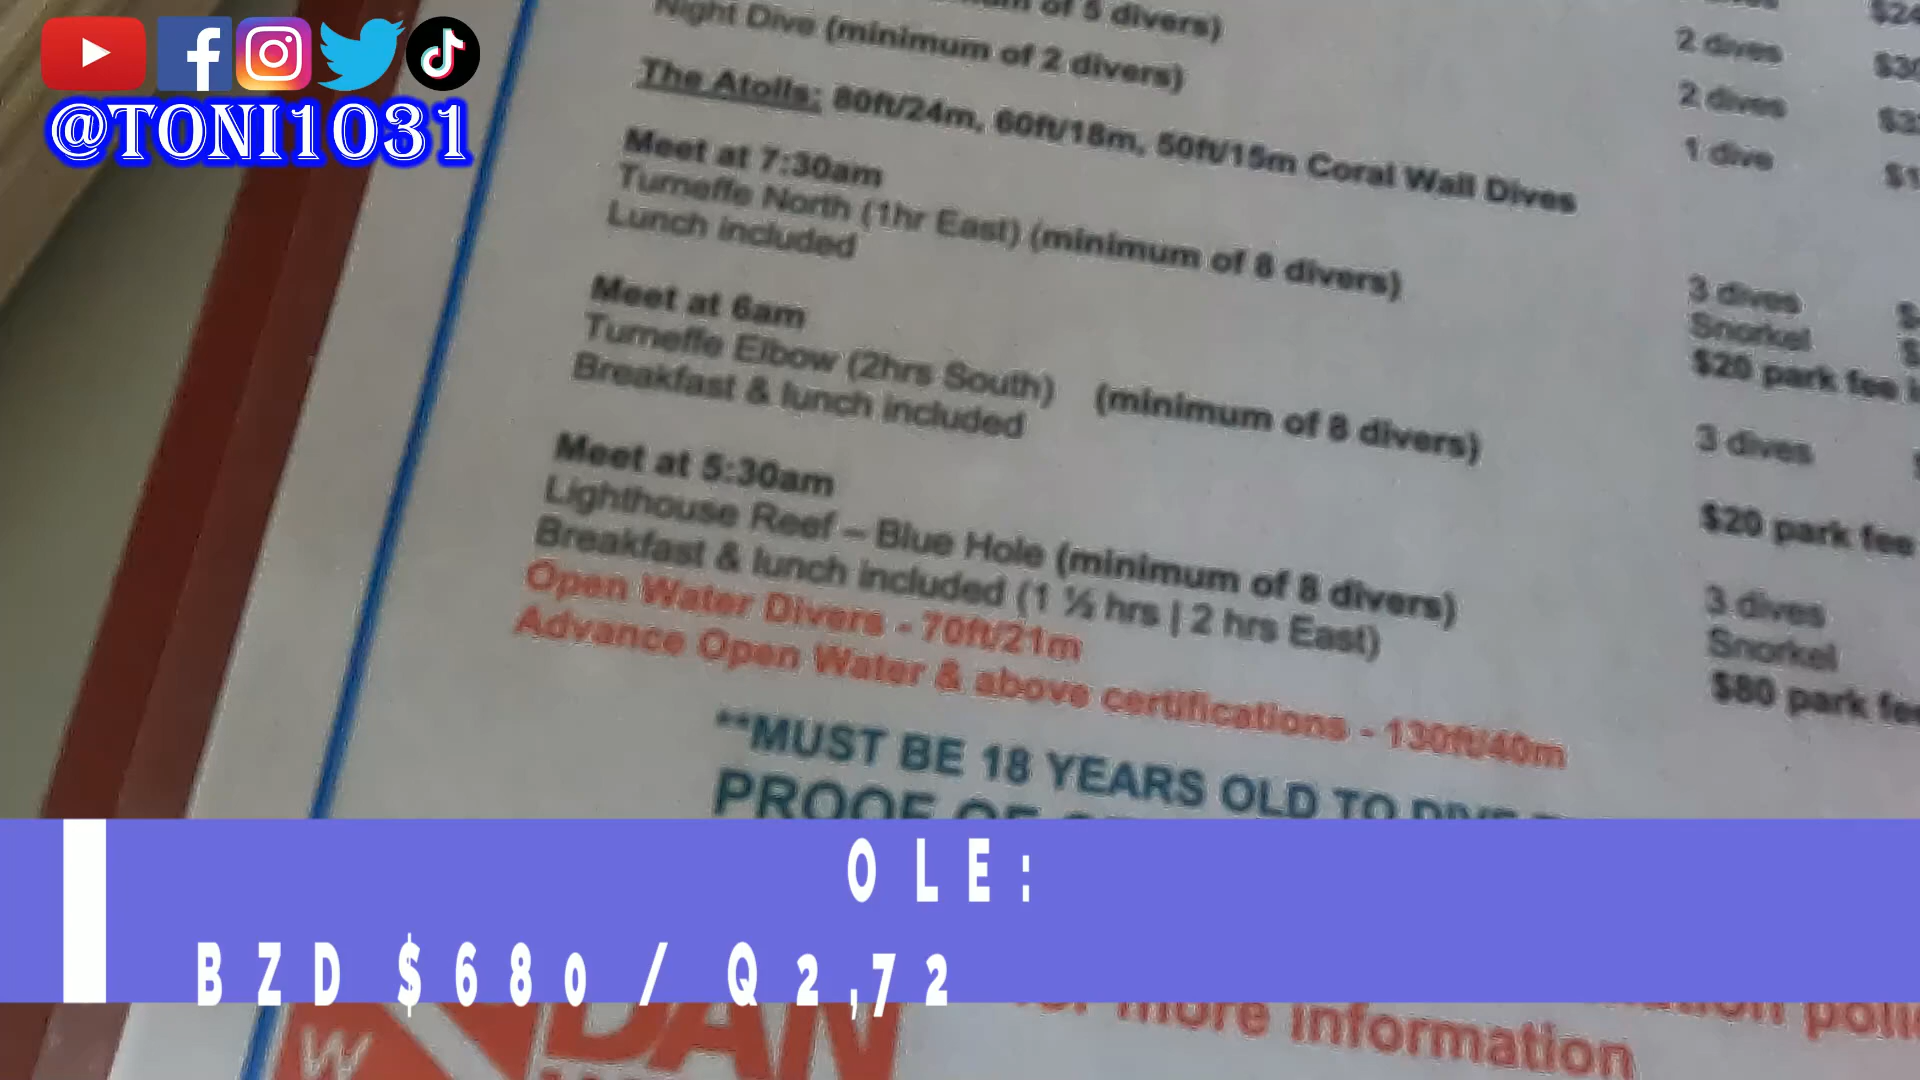 @TONI1031
of 5 divers)
Night Dive (minimum of 2 divers)
The Atolls: 80ft/24m, 60ft/18m, 50ft/15m Coral Wall Dives
2 dives
2 dives
1 dive
Meet at 7:30am
Turneffe North (1hr East) (minimum of 8 divers)
Lunch included
3 dives
Snorkel
$20 park fee
Meet at 6am
Turneffe Elbow (2hrs South) (minimum of 8 divers)
Breakfast & lunch included
3 dives
$20 park fee
Meet at 5:30am
Lighthouse Reef – Blue Hole (minimum of 8 divers)
Breakfast & lunch included (1 ½ hrs | 2 hrs East)
3 dives
Snorkel
$80 park fee
Open Water Divers - 70ft/21m
Advance Open Water & above certifications - 130ft/40m
**MUST BE 18 YEARS OLD TO DIVE
PROOF OF
OLE:
BZD $680 / Q2,72
DAN
more information